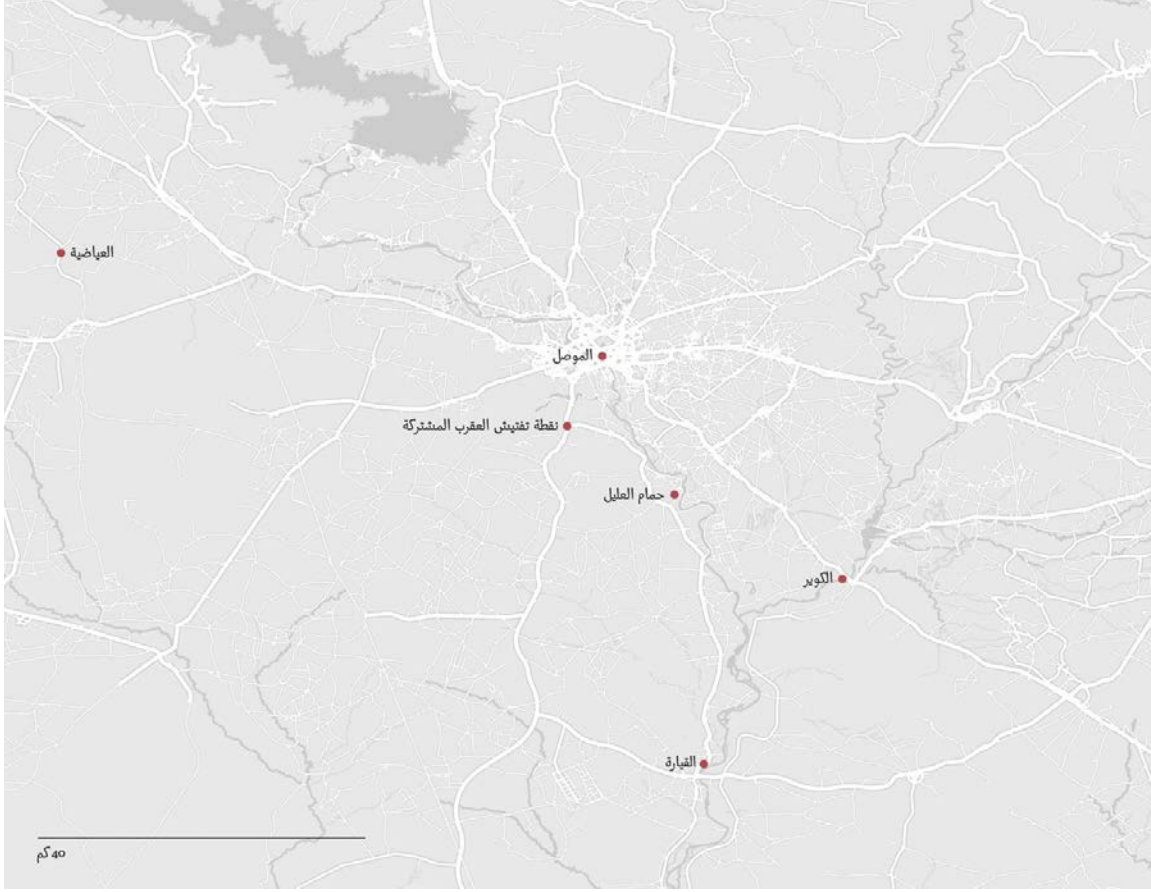 العياضية
الموصل
نقطة تفتيش العقرب المشتركة
حمام العليل
الكوير
القيارة
40 كم